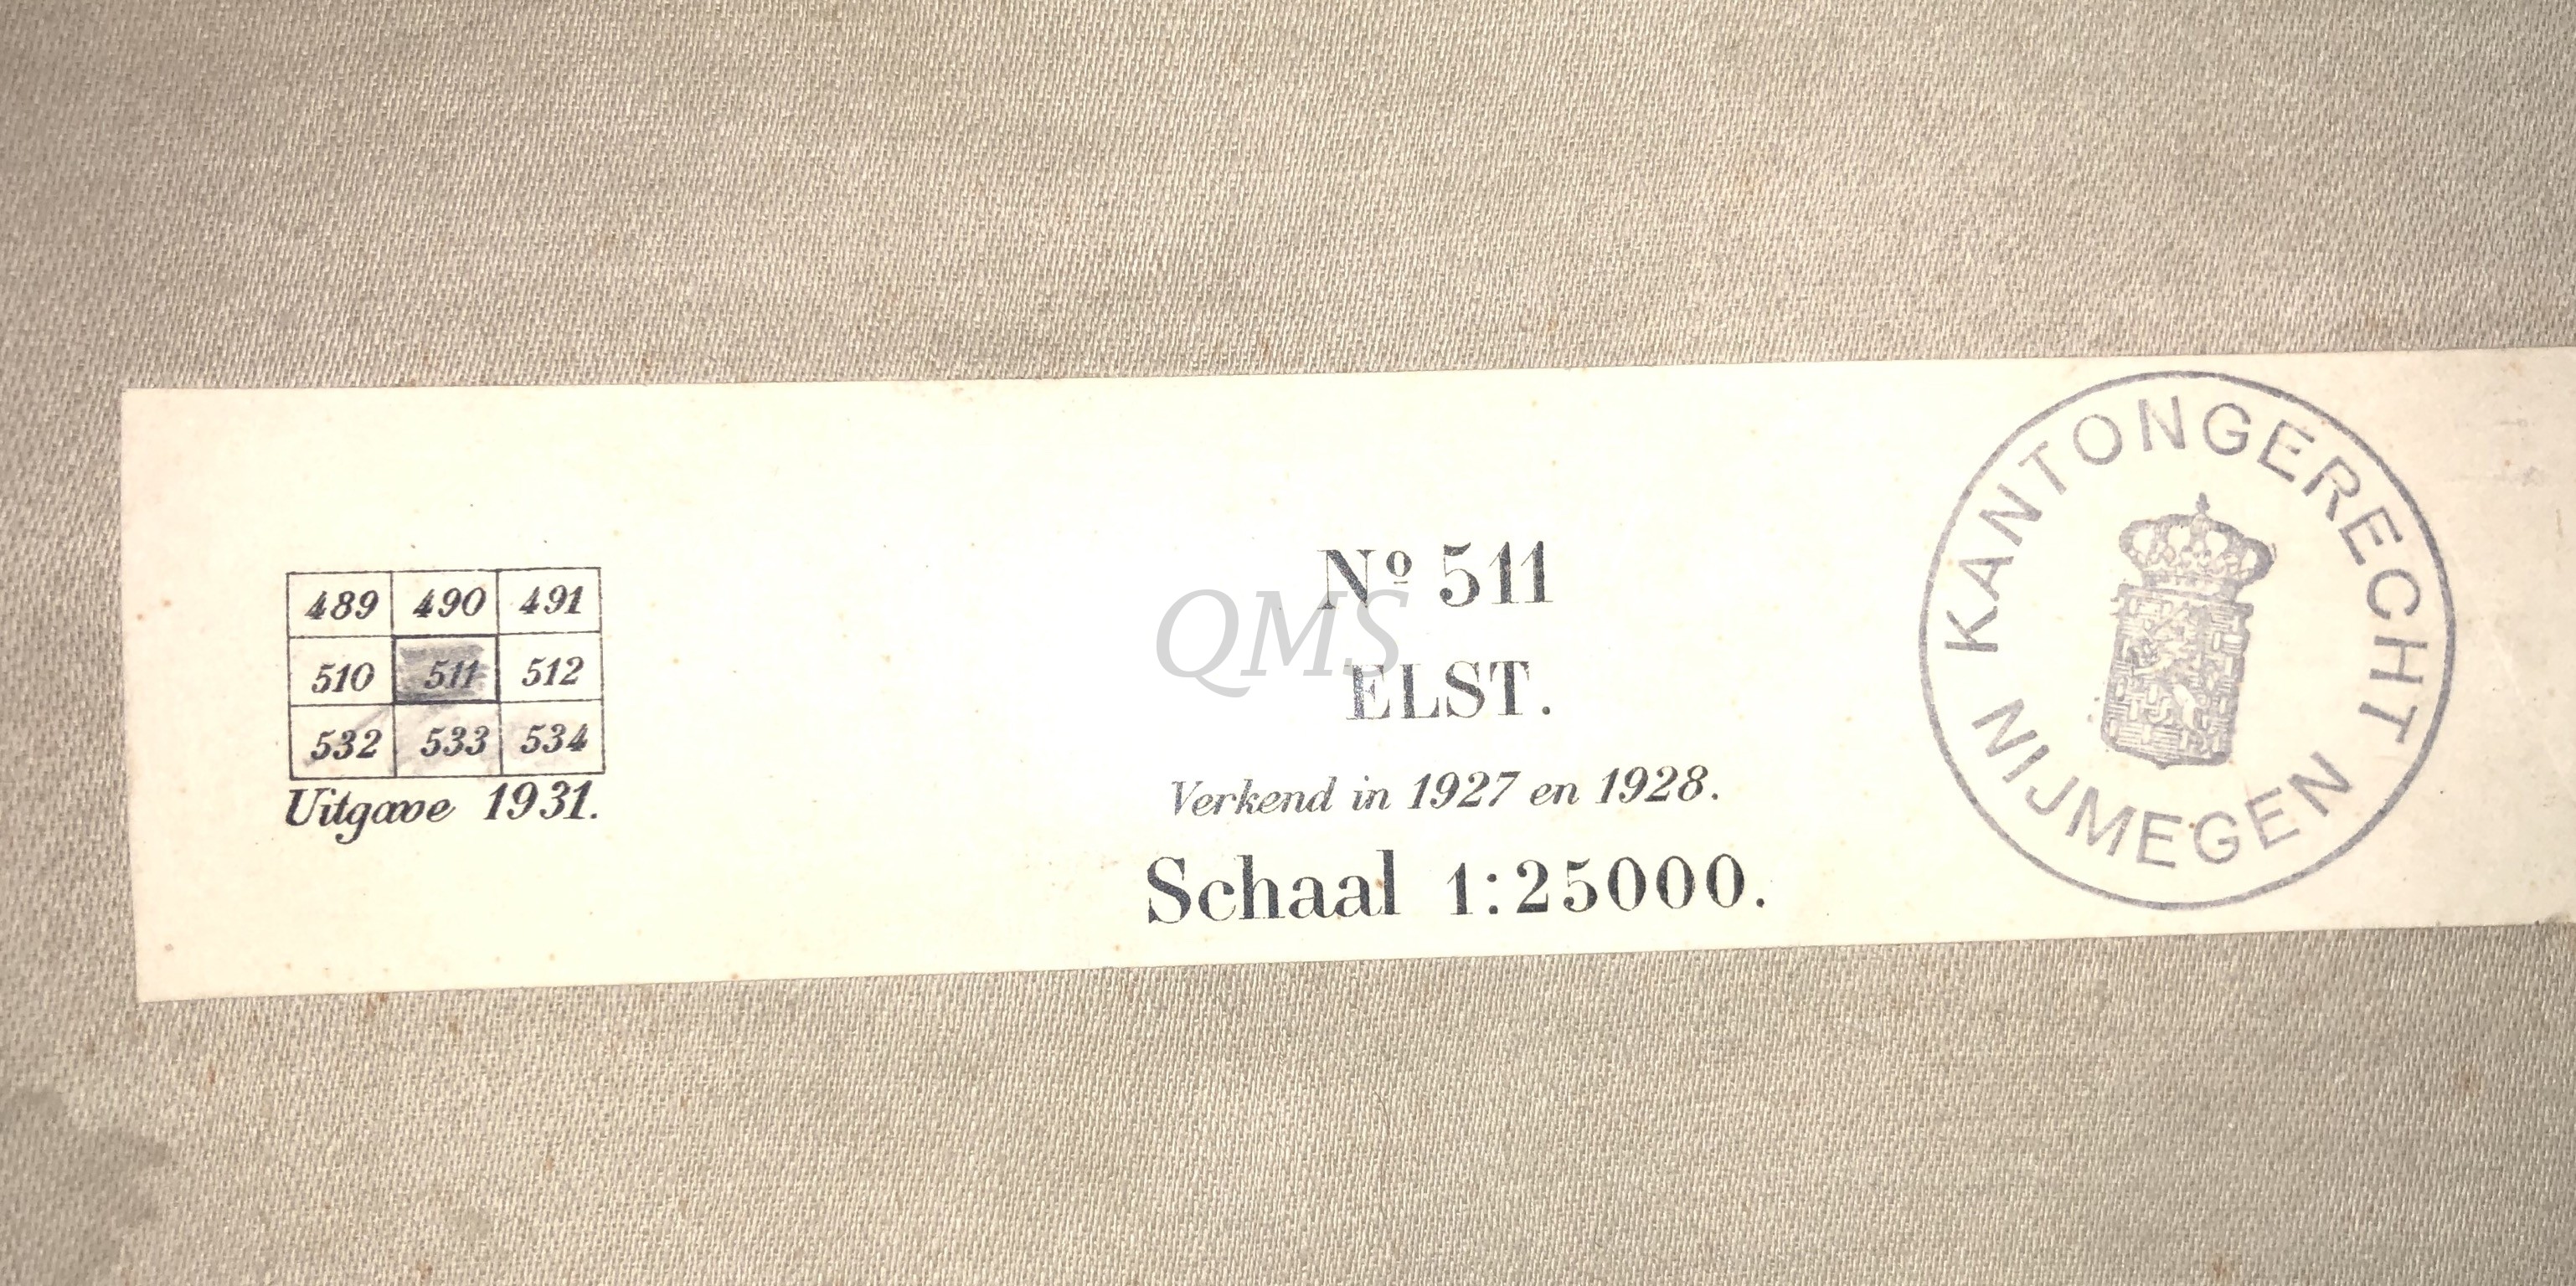 489 490 491
510 511 512
532 533 534
Uitgave 1931.
Nº 511
ELST.
Verkend in 1927 en 1928.
Schaal 1:25000.
KANTONGERECHT
NIJMEGEN
QMS